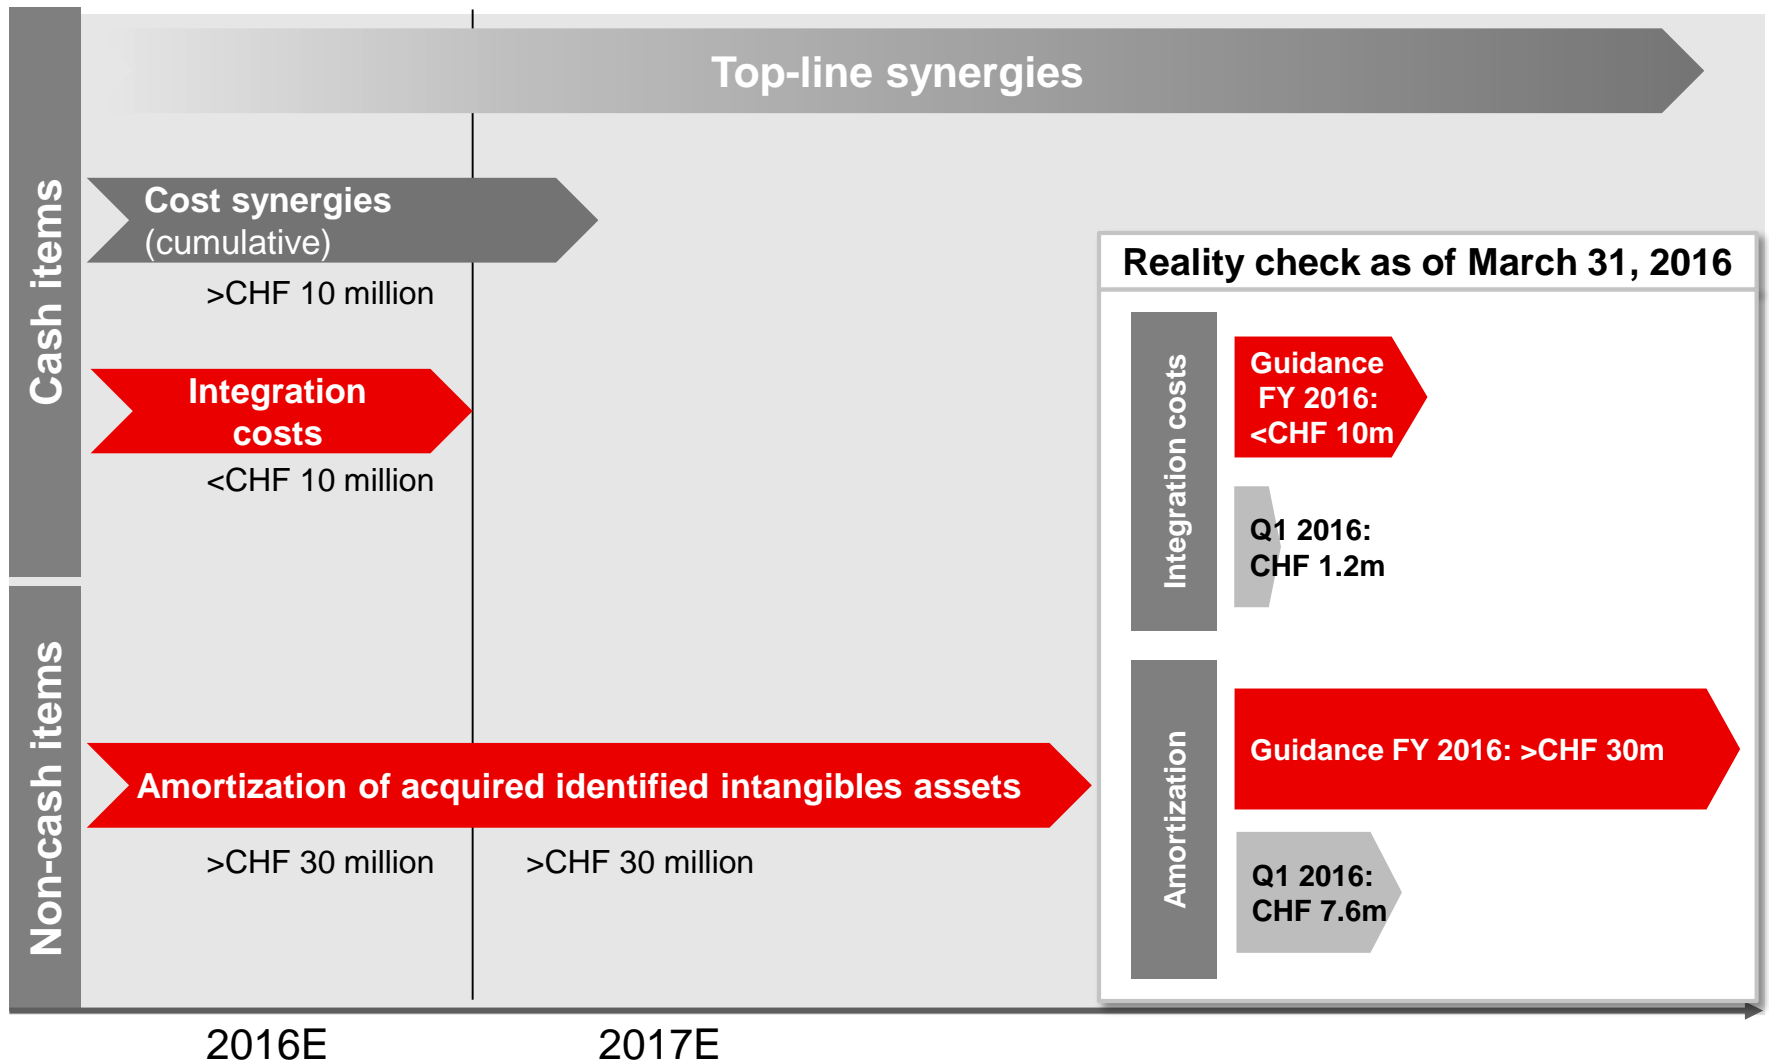 Top-line synergies
Cash items
Cost synergies
(cumulative)
>CHF 10 million
Integration
costs
<CHF 10 million
Non-cash items
Amortization of acquired identified intangibles assets
>CHF 30 million
>CHF 30 million
2016E
2017E
Reality check as of March 31, 2016
Integration costs
Guidance
FY 2016:
<CHF 10m
Q1 2016:
CHF 1.2m
Amortization
Guidance FY 2016: >CHF 30m
Q1 2016:
CHF 7.6m